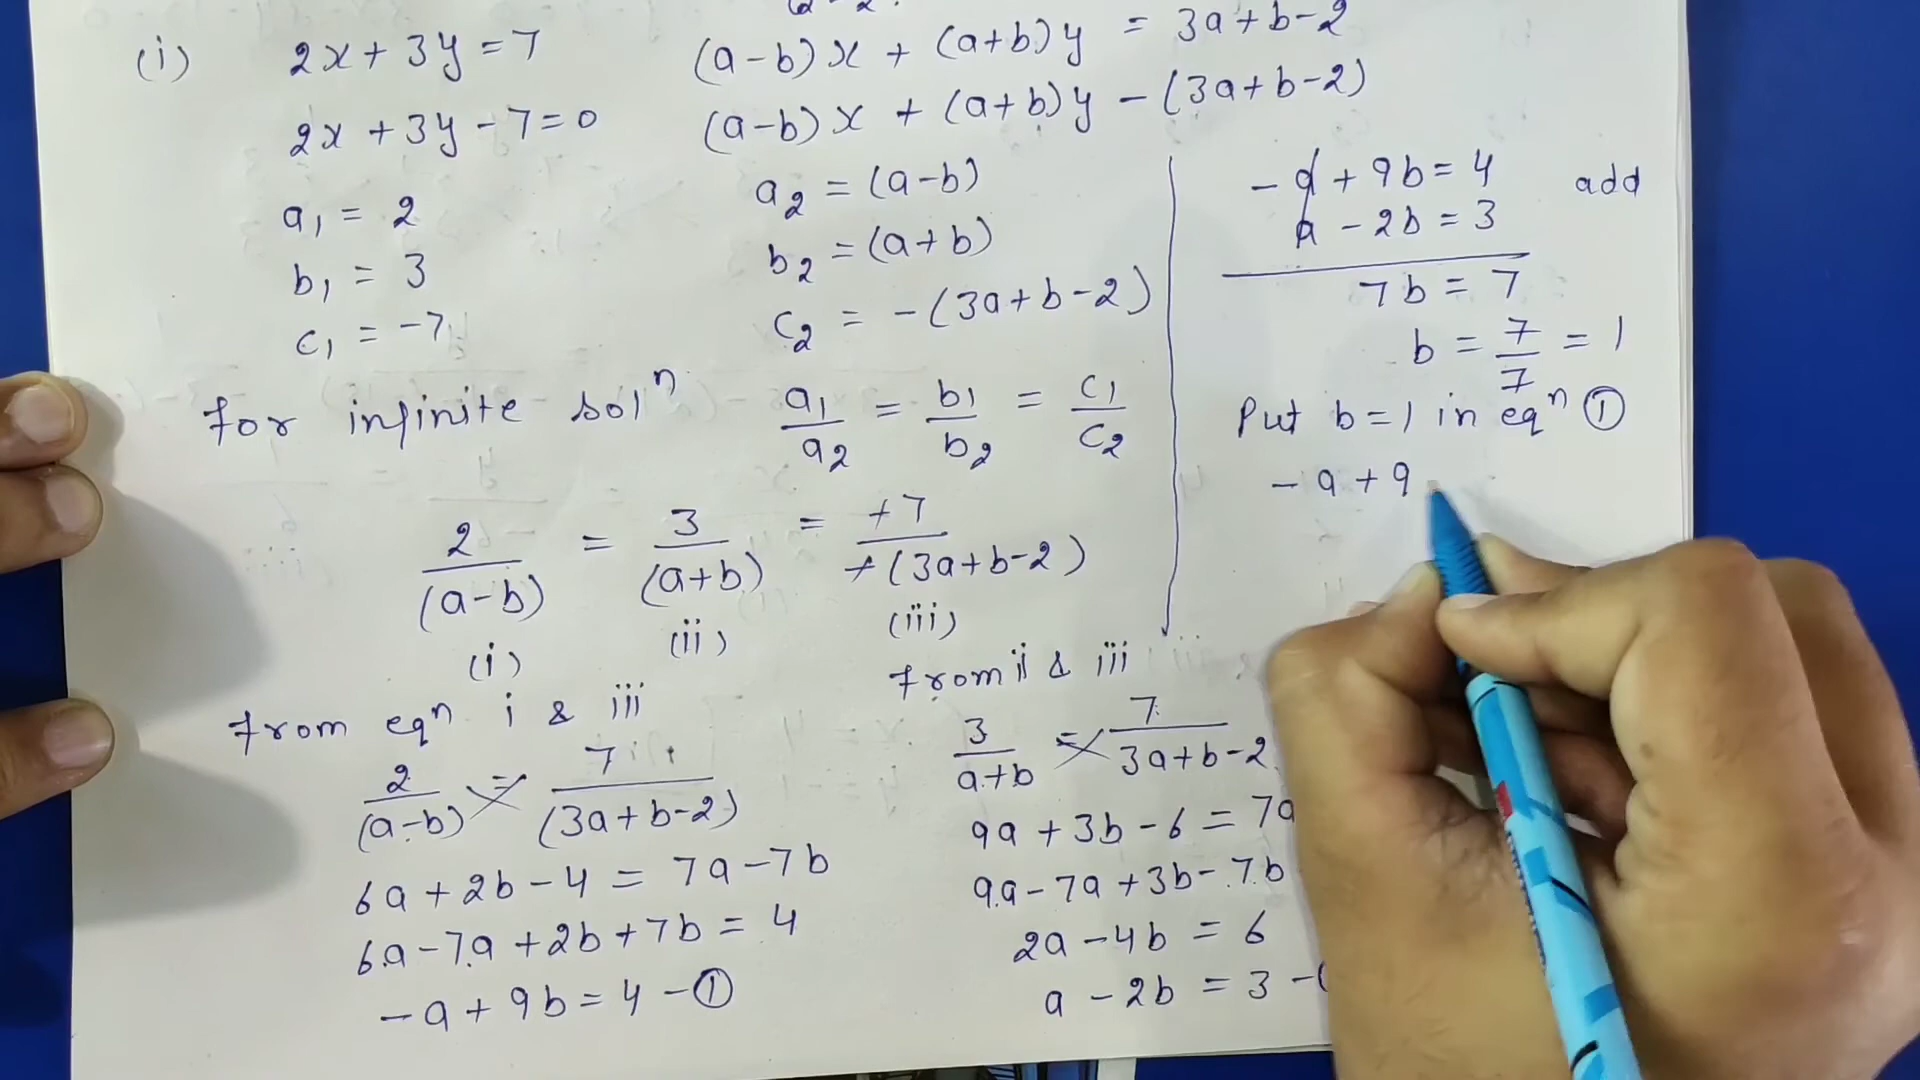 (i) 2x + 3y = 7 (a-b)x + (a+b)y = 3a+b-2
2x + 3y - 7 = 0 (a-b)x + (a+b)y - (3a+b-2)
a₁ = 2 a₂ = (a-b)
b₁ = 3 b₂ = (a+b)
c₁ = -7 c₂ = -(3a+b-2)
for infinite solⁿ a₁/a₂ = b₁/b₂ = c₁/c₂
2/(a-b) = 3/(a+b) = +7/+(3a+b-2)
(i) (ii) (iii)
from eqⁿ i & iii
2/(a-b) = 7/(3a+b-2)
6a + 2b - 4 = 7a - 7b
6a - 7a + 2b + 7b = 4
-a + 9b = 4 - ①
from ii & iii
3/a+b = 7/3a+b-2
9a + 3b - 6 = 7a
9a - 7a + 3b - 7b
2a - 4b = 6
a - 2b = 3 -
-a + 9b = 4 add
a - 2b = 3
7b = 7
b = 7/7 = 1
Put b = 1 in eqⁿ ①
-a + 9